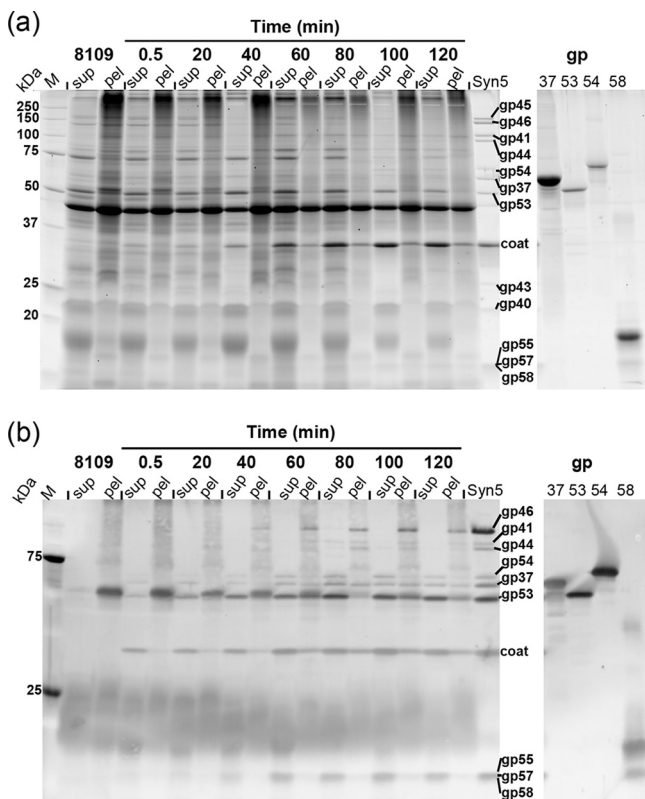 (a)
Time (min)
8109 0.5 20 40 60 80 100 120
kDa M sup pel sup pel sup pel sup pel sup pel sup pel sup pel sup pel Syn5
gp
37 53 54 58
250
150
100
75
50
37
25
20
gp45
gp46
gp41
gp44
gp54
gp37
gp53
coat
gp43
gp40
gp55
gp57
gp58
(b)
Time (min)
8109 0.5 20 40 60 80 100 120
kDa M sup pel sup pel sup pel sup pel sup pel sup pel sup pel sup pel Syn5
gp
37 53 54 58
75
25
gp46
gp41
gp44
gp54
gp37
gp53
coat
gp55
gp57
gp58